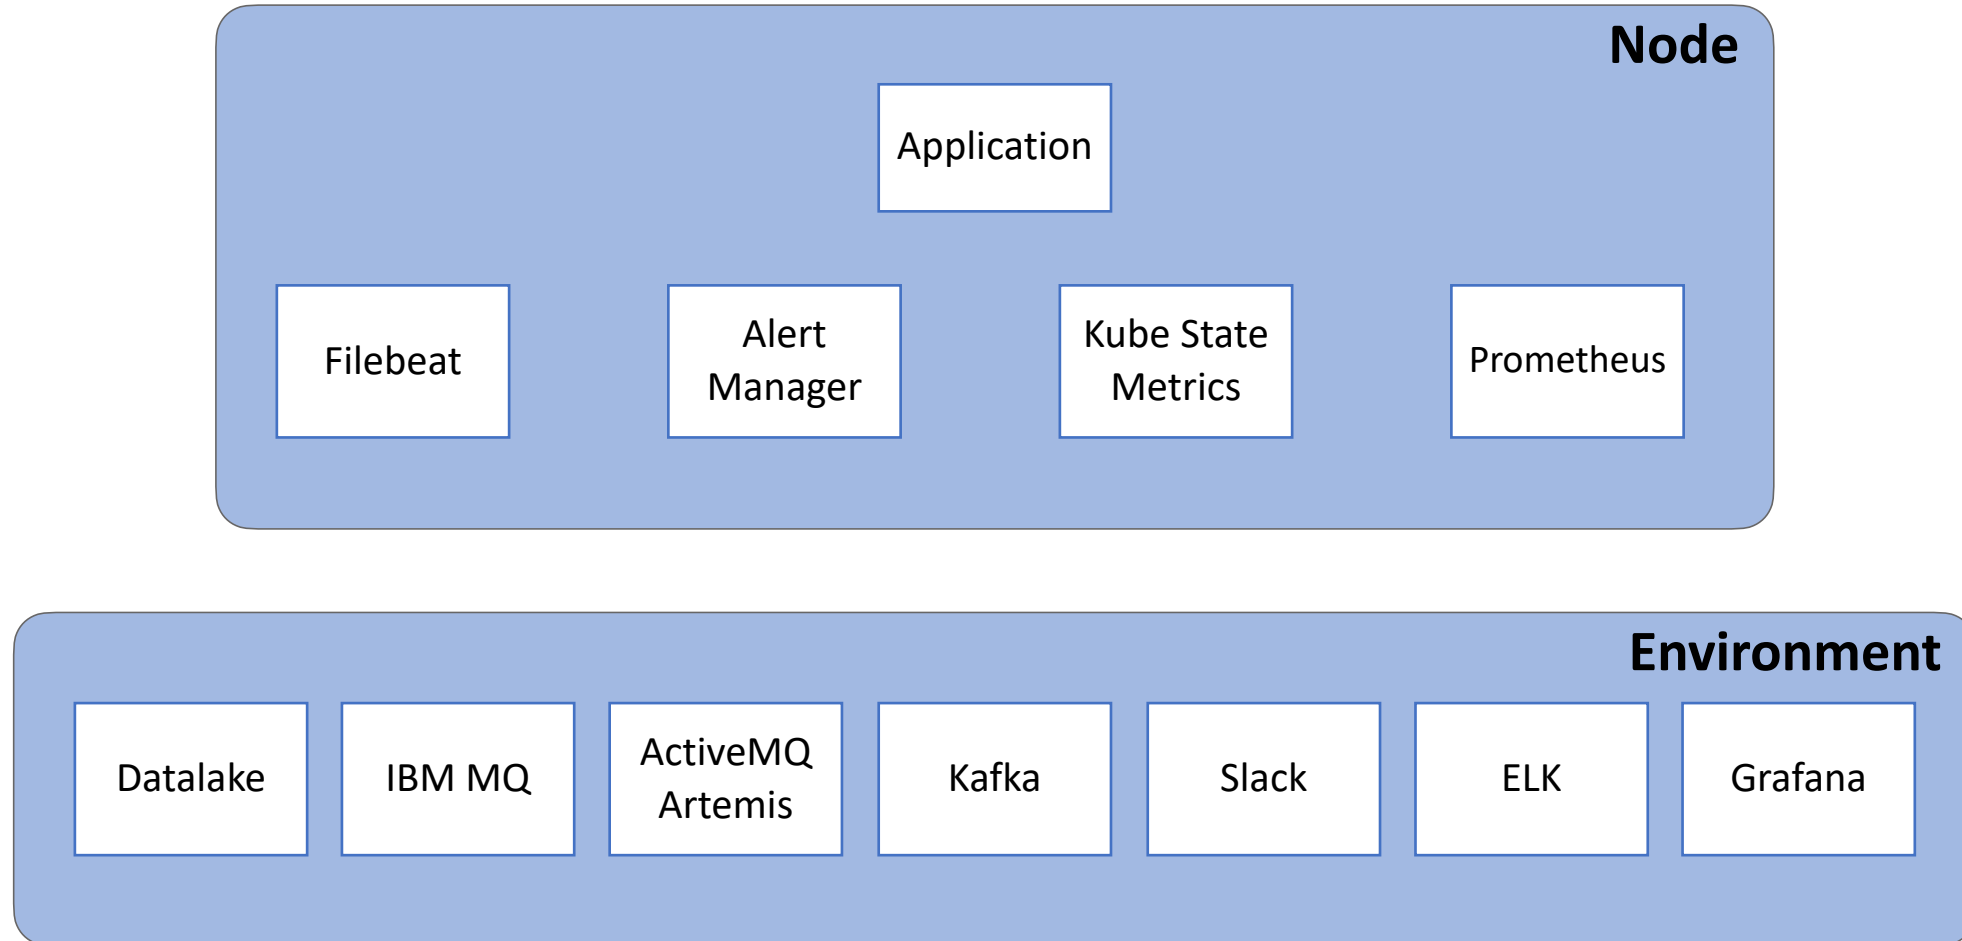 Node
Application
Filebeat
Alert
Manager
Kube State
Metrics
Prometheus
Environment
Datalake
IBM MQ
ActiveMQ
Artemis
Kafka
Slack
ELK
Grafana